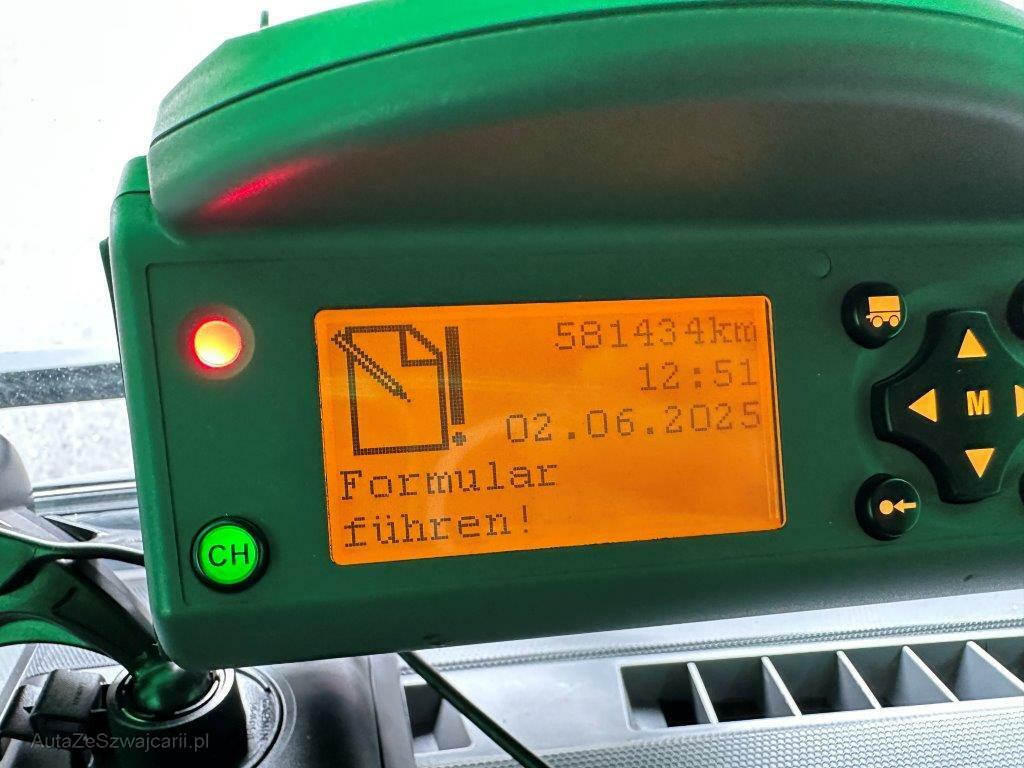 581434km
12:51
02.06.2025
Formular
führen!
M
CH
AutaZeSzwajcarii.pl